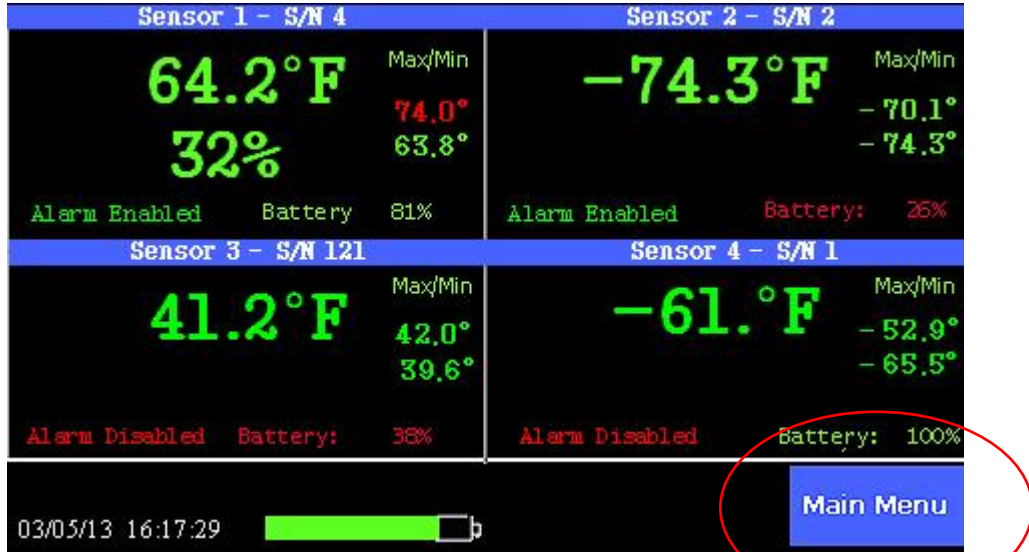 Sensor 1 - S/N 4
64.2°F
Max/Min
74.0°
32%
63.8°
Alarm Enabled Battery 81%
Sensor 2 - S/N 2
-74.3°F
Max/Min
-70.1°
-74.3°
Alarm Enabled Battery: 26%
Sensor 3 - S/N 121
41.2°F
Max/Min
42.0°
39.6°
Alarm Disabled Battery: 38%
Sensor 4 - S/N 1
-61.°F
Max/Min
-52.9°
-65.5°
Alarm Disabled Battery: 100%
03/05/13 16:17:29
Main Menu